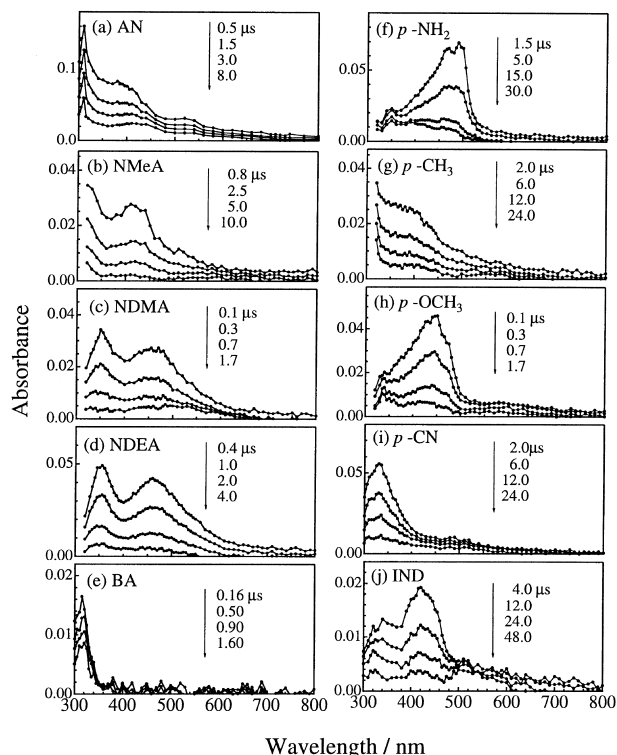 (a) AN
0.5 μs
1.5
3.0
8.0
0.1
0.0
(b) NMeA
0.8 μs
2.5
5.0
10.0
0.04
0.02
0.00
(c) NDMA
0.1 μs
0.3
0.7
1.7
0.04
0.02
0.00
(d) NDEA
0.4 μs
1.0
2.0
4.0
0.05
0.00
(e) BA
0.16 μs
0.50
0.90
1.60
0.02
0.01
0.00
300 400 500 600 700 800
(f) p -NH2
1.5 μs
5.0
15.0
30.0
0.05
0.00
(g) p -CH3
2.0 μs
6.0
12.0
24.0
0.04
0.02
0.00
(h) p -OCH3
0.1 μs
0.3
0.7
1.7
0.04
0.02
0.00
(i) p -CN
2.0μs
6.0
12.0
24.0
0.05
0.00
(j) IND
4.0 μs
12.0
24.0
48.0
0.02
0.01
0.00
300 400 500 600 700 800
Absorbance
Wavelength / nm